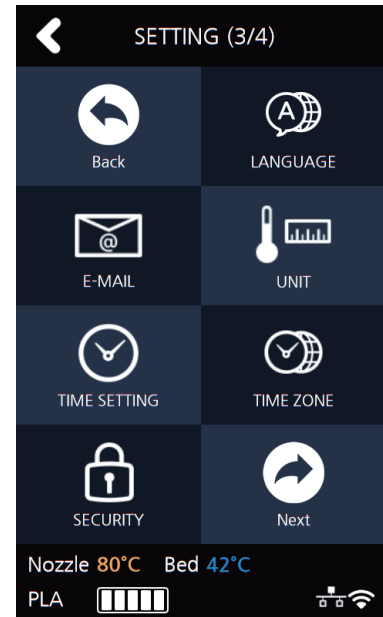 SETTING (3/4)
Back
LANGUAGE
@
E-MAIL
UNIT
TIME SETTING
TIME ZONE
SECURITY
Next
Nozzle 80°C Bed 42°C
PLA